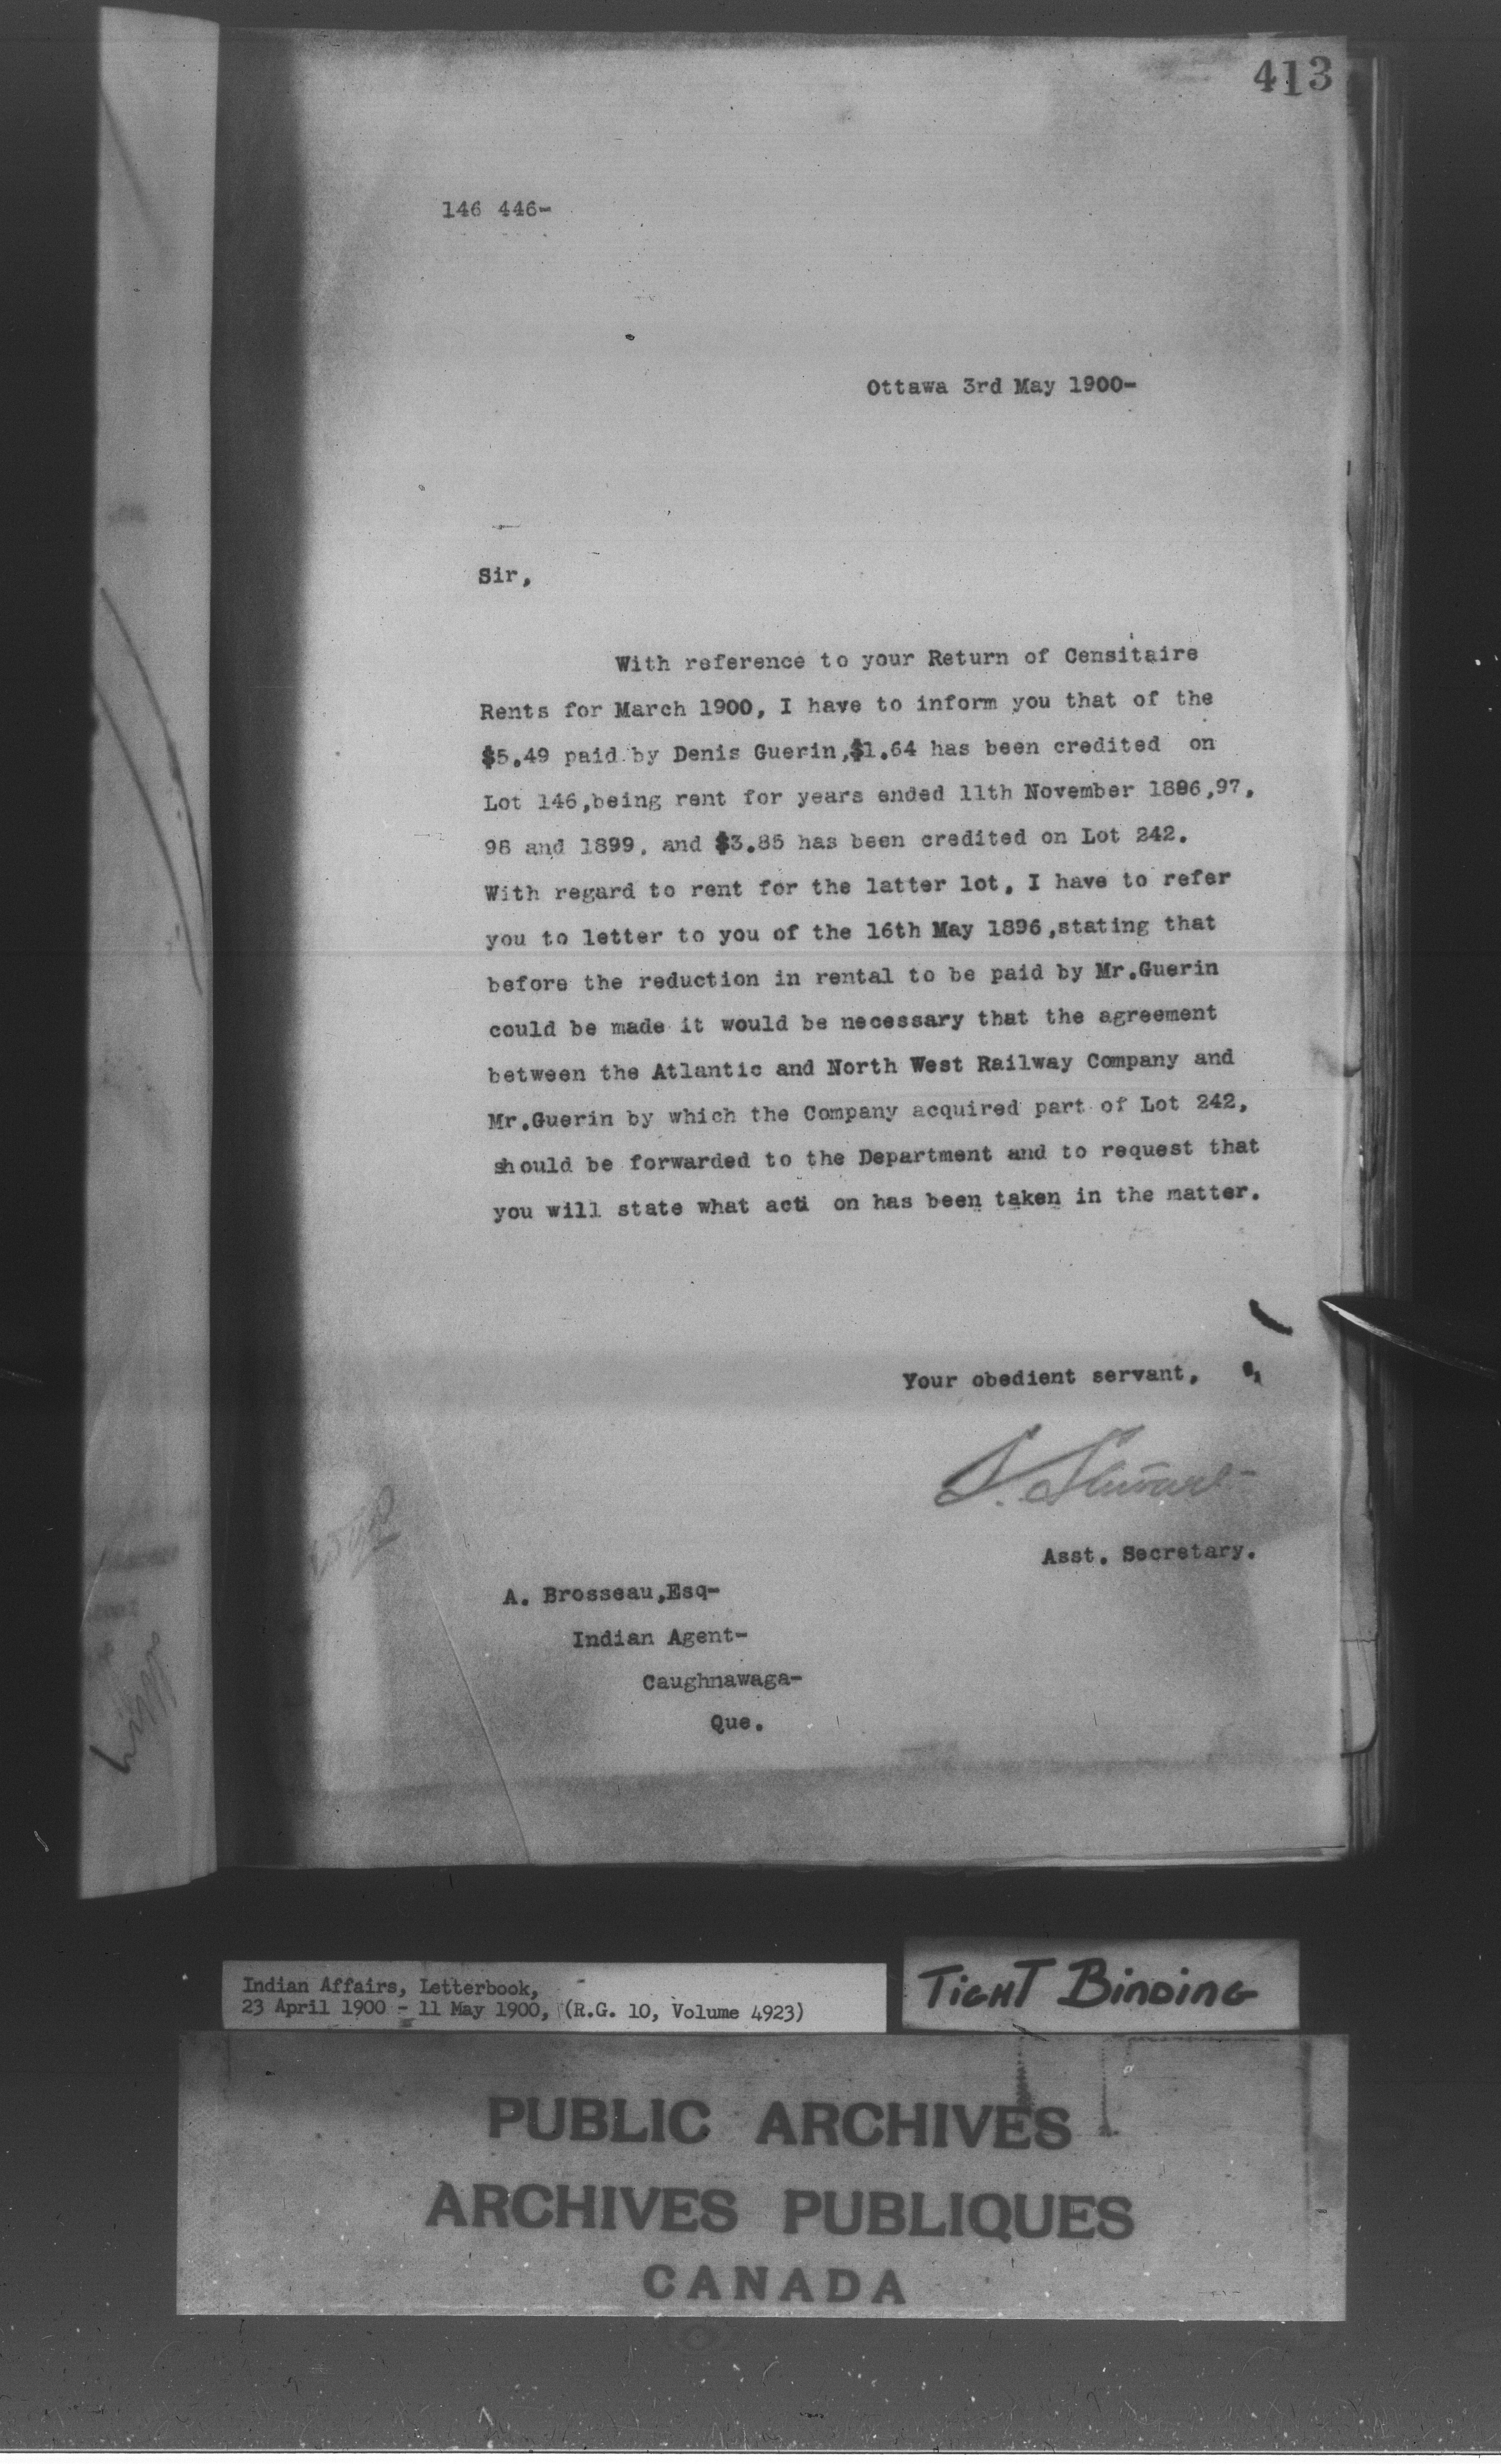 413
146 446-
Ottawa 3rd May 1900-
Sir,
With reference to your Return of Censitaire
Rents for March 1900, I have to inform you that of the
$5.49 paid by Denis Guerin,$1.64 has been credited on
Lot 146,being rent for years ended 11th November 1896,97,
98 and 1899, and $3.85 has been credited on Lot 242.
With regard to rent for the latter lot, I have to refer
you to letter to you of the 16th May 1896,stating that
before the reduction in rental to be paid by Mr.Guerin
could be made it would be necessary that the agreement
between the Atlantic and North West Railway Company and
Mr.Guerin by which the Company acquired part of Lot 242,
should be forwarded to the Department and to request that
you will state what acti on has been taken in the matter.
Your obedient servant,
S. Stewart
Asst. Secretary.
A. Brosseau,Esq-
Indian Agent-
Caughnawaga-
Que.
Indian Affairs, Letterbook,
23 April 1900 - 11 May 1900, (R.G. 10, Volume 4923)
TIGHT BINDING
PUBLIC ARCHIVES
ARCHIVES PUBLIQUES
CANADA